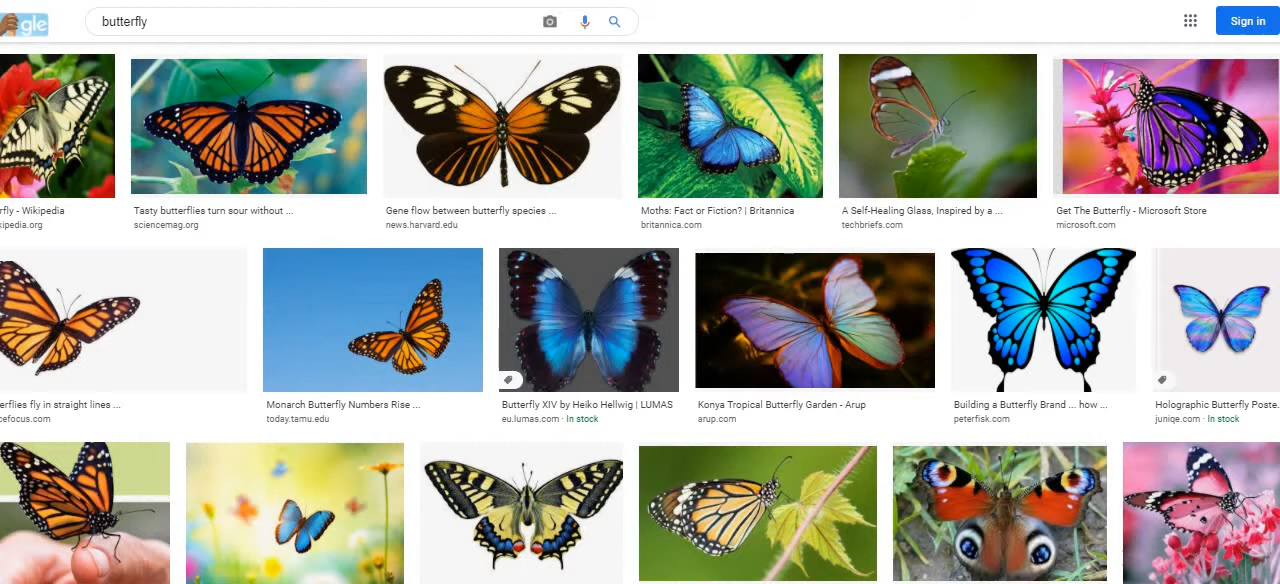 gle
butterfly
Sign in
rfly - Wikipedia
kipedia.org
Tasty butterflies turn sour without ...
sciencemag.org
Gene flow between butterfly species ...
news.harvard.edu
Moths: Fact or Fiction? | Britannica
britannica.com
A Self-Healing Glass, Inspired by a ...
techbriefs.com
Get The Butterfly - Microsoft Store
microsoft.com
erflies fly in straight lines ...
cefocus.com
Monarch Butterfly Numbers Rise ...
today.tamu.edu
Butterfly XIV by Heiko Hellwig | LUMAS
eu.lumas.com · In stock
Konya Tropical Butterfly Garden - Arup
arup.com
Building a Butterfly Brand ... how ...
peterfisk.com
Holographic Butterfly Poste.
juniqe.com · In stock